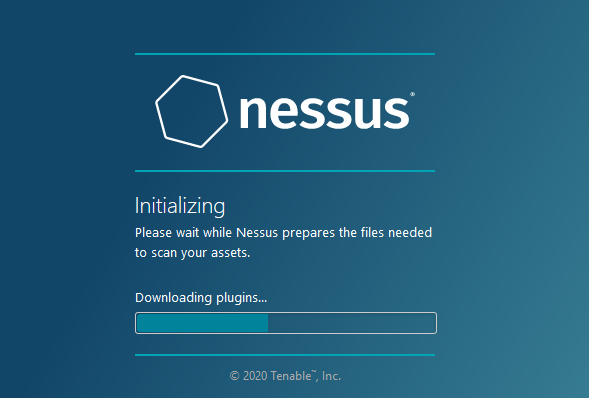 nessus®
Initializing
Please wait while Nessus prepares the files needed
to scan your assets.
Downloading plugins...
© 2020 Tenable™, Inc.